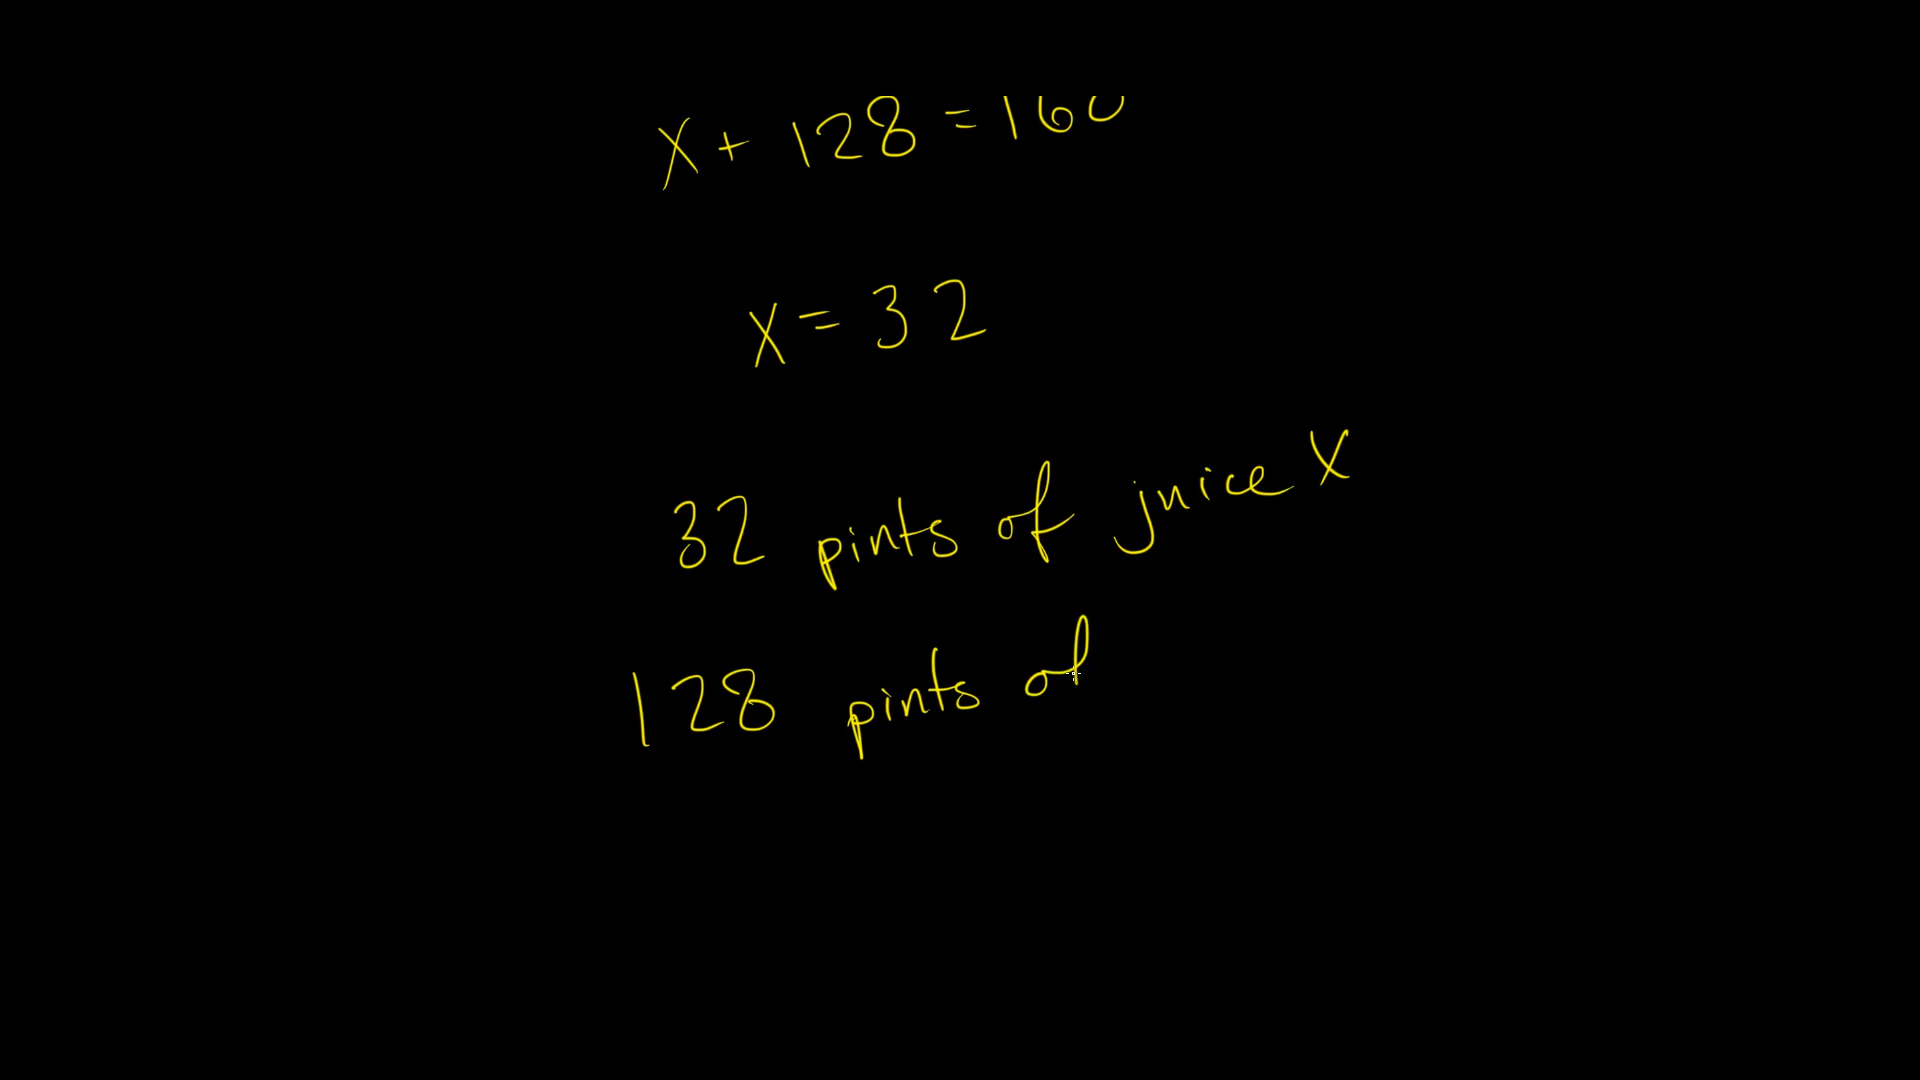 X + 128 = 160
X = 32
32 pints of juice X
128 pints of